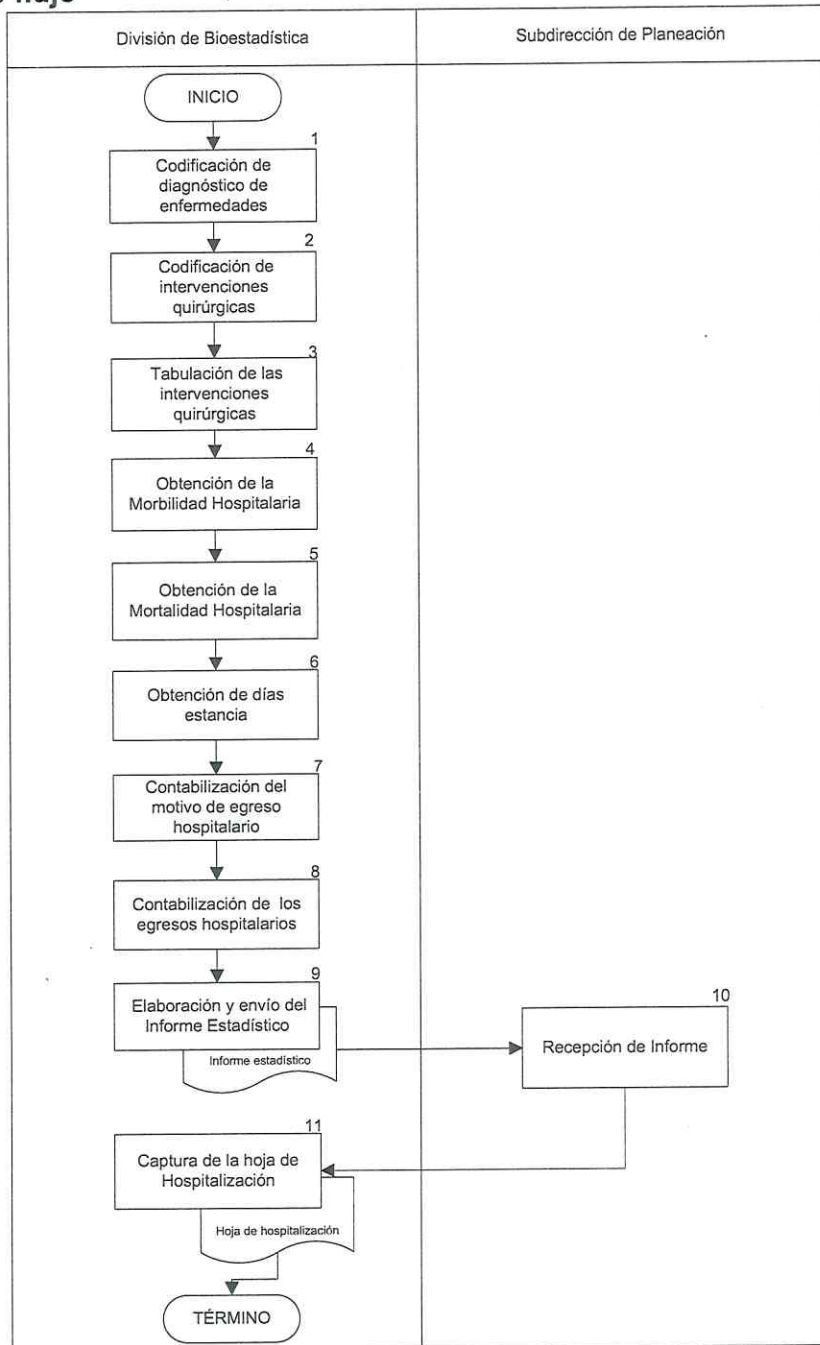 flujo
División de Bioestadística
Subdirección de Planeación
INICIO
1
Codificación de
diagnóstico de
enfermedades
2
Codificación de
intervenciones
quirúrgicas
3
Tabulación de las
intervenciones
quirúrgicas
4
Obtención de la
Morbilidad Hospitalaria
5
Obtención de la
Mortalidad Hospitalaria
6
Obtención de días
estancia
7
Contabilización del
motivo de egreso
hospitalario
8
Contabilización de los
egresos hospitalarios
9
Elaboración y envío del
Informe Estadístico
Informe estadístico
10
Recepción de Informe
11
Captura de la hoja de
Hospitalización
Hoja de hospitalización
TÉRMINO